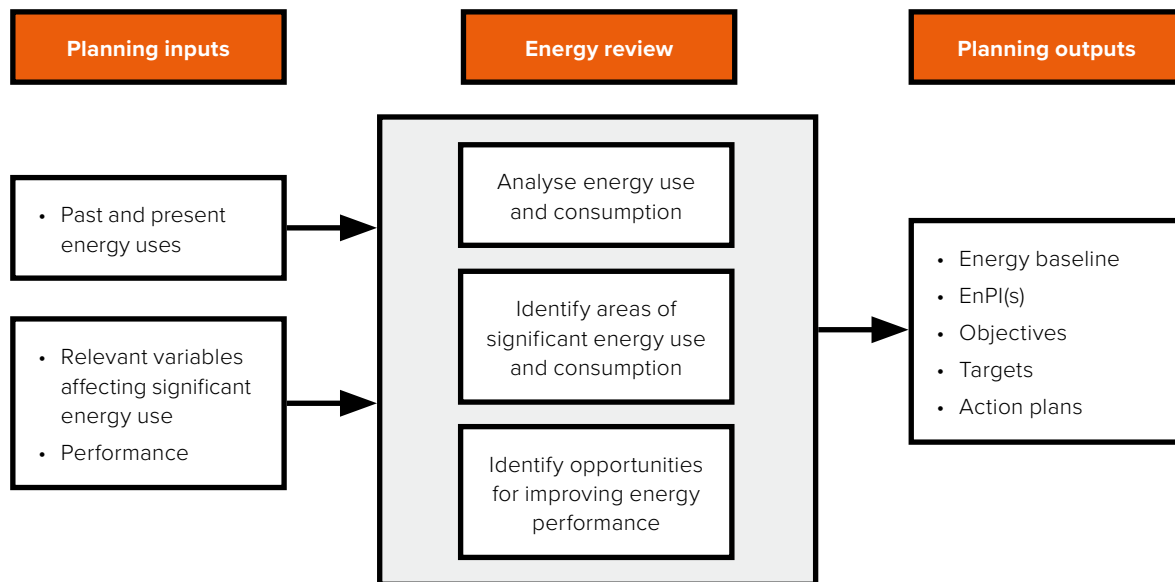 Planning inputs
Energy review
Planning outputs
• Past and present
energy uses
• Relevant variables
affecting significant
energy use
• Performance
Analyse energy use
and consumption
Identify areas of
significant energy use
and consumption
Identify opportunities
for improving energy
performance
• Energy baseline
• EnPI(s)
• Objectives
• Targets
• Action plans